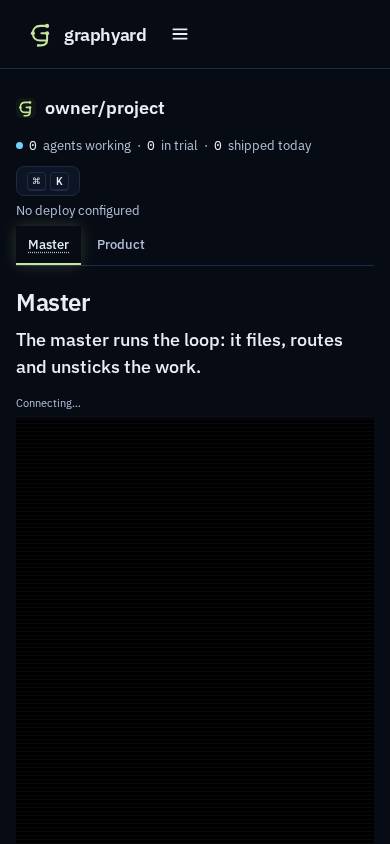 graphyard
owner/project
0 agents working · 0 in trial · 0 shipped today
⌘ K
No deploy configured
Master Product
Master
The master runs the loop: it files, routes
and unsticks the work.
Connecting…